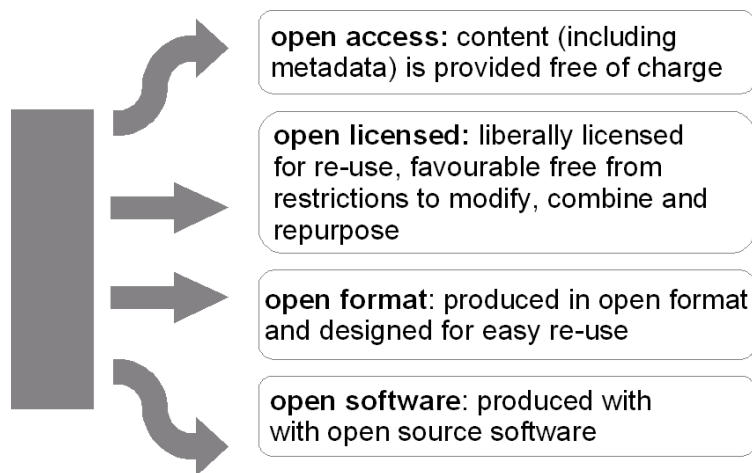 open access: content (including
metadata) is provided free of charge
open licensed: liberally licensed
for re-use, favourable free from
restrictions to modify, combine and
repurpose
open format: produced in open format
and designed for easy re-use
open software: produced with
with open source software